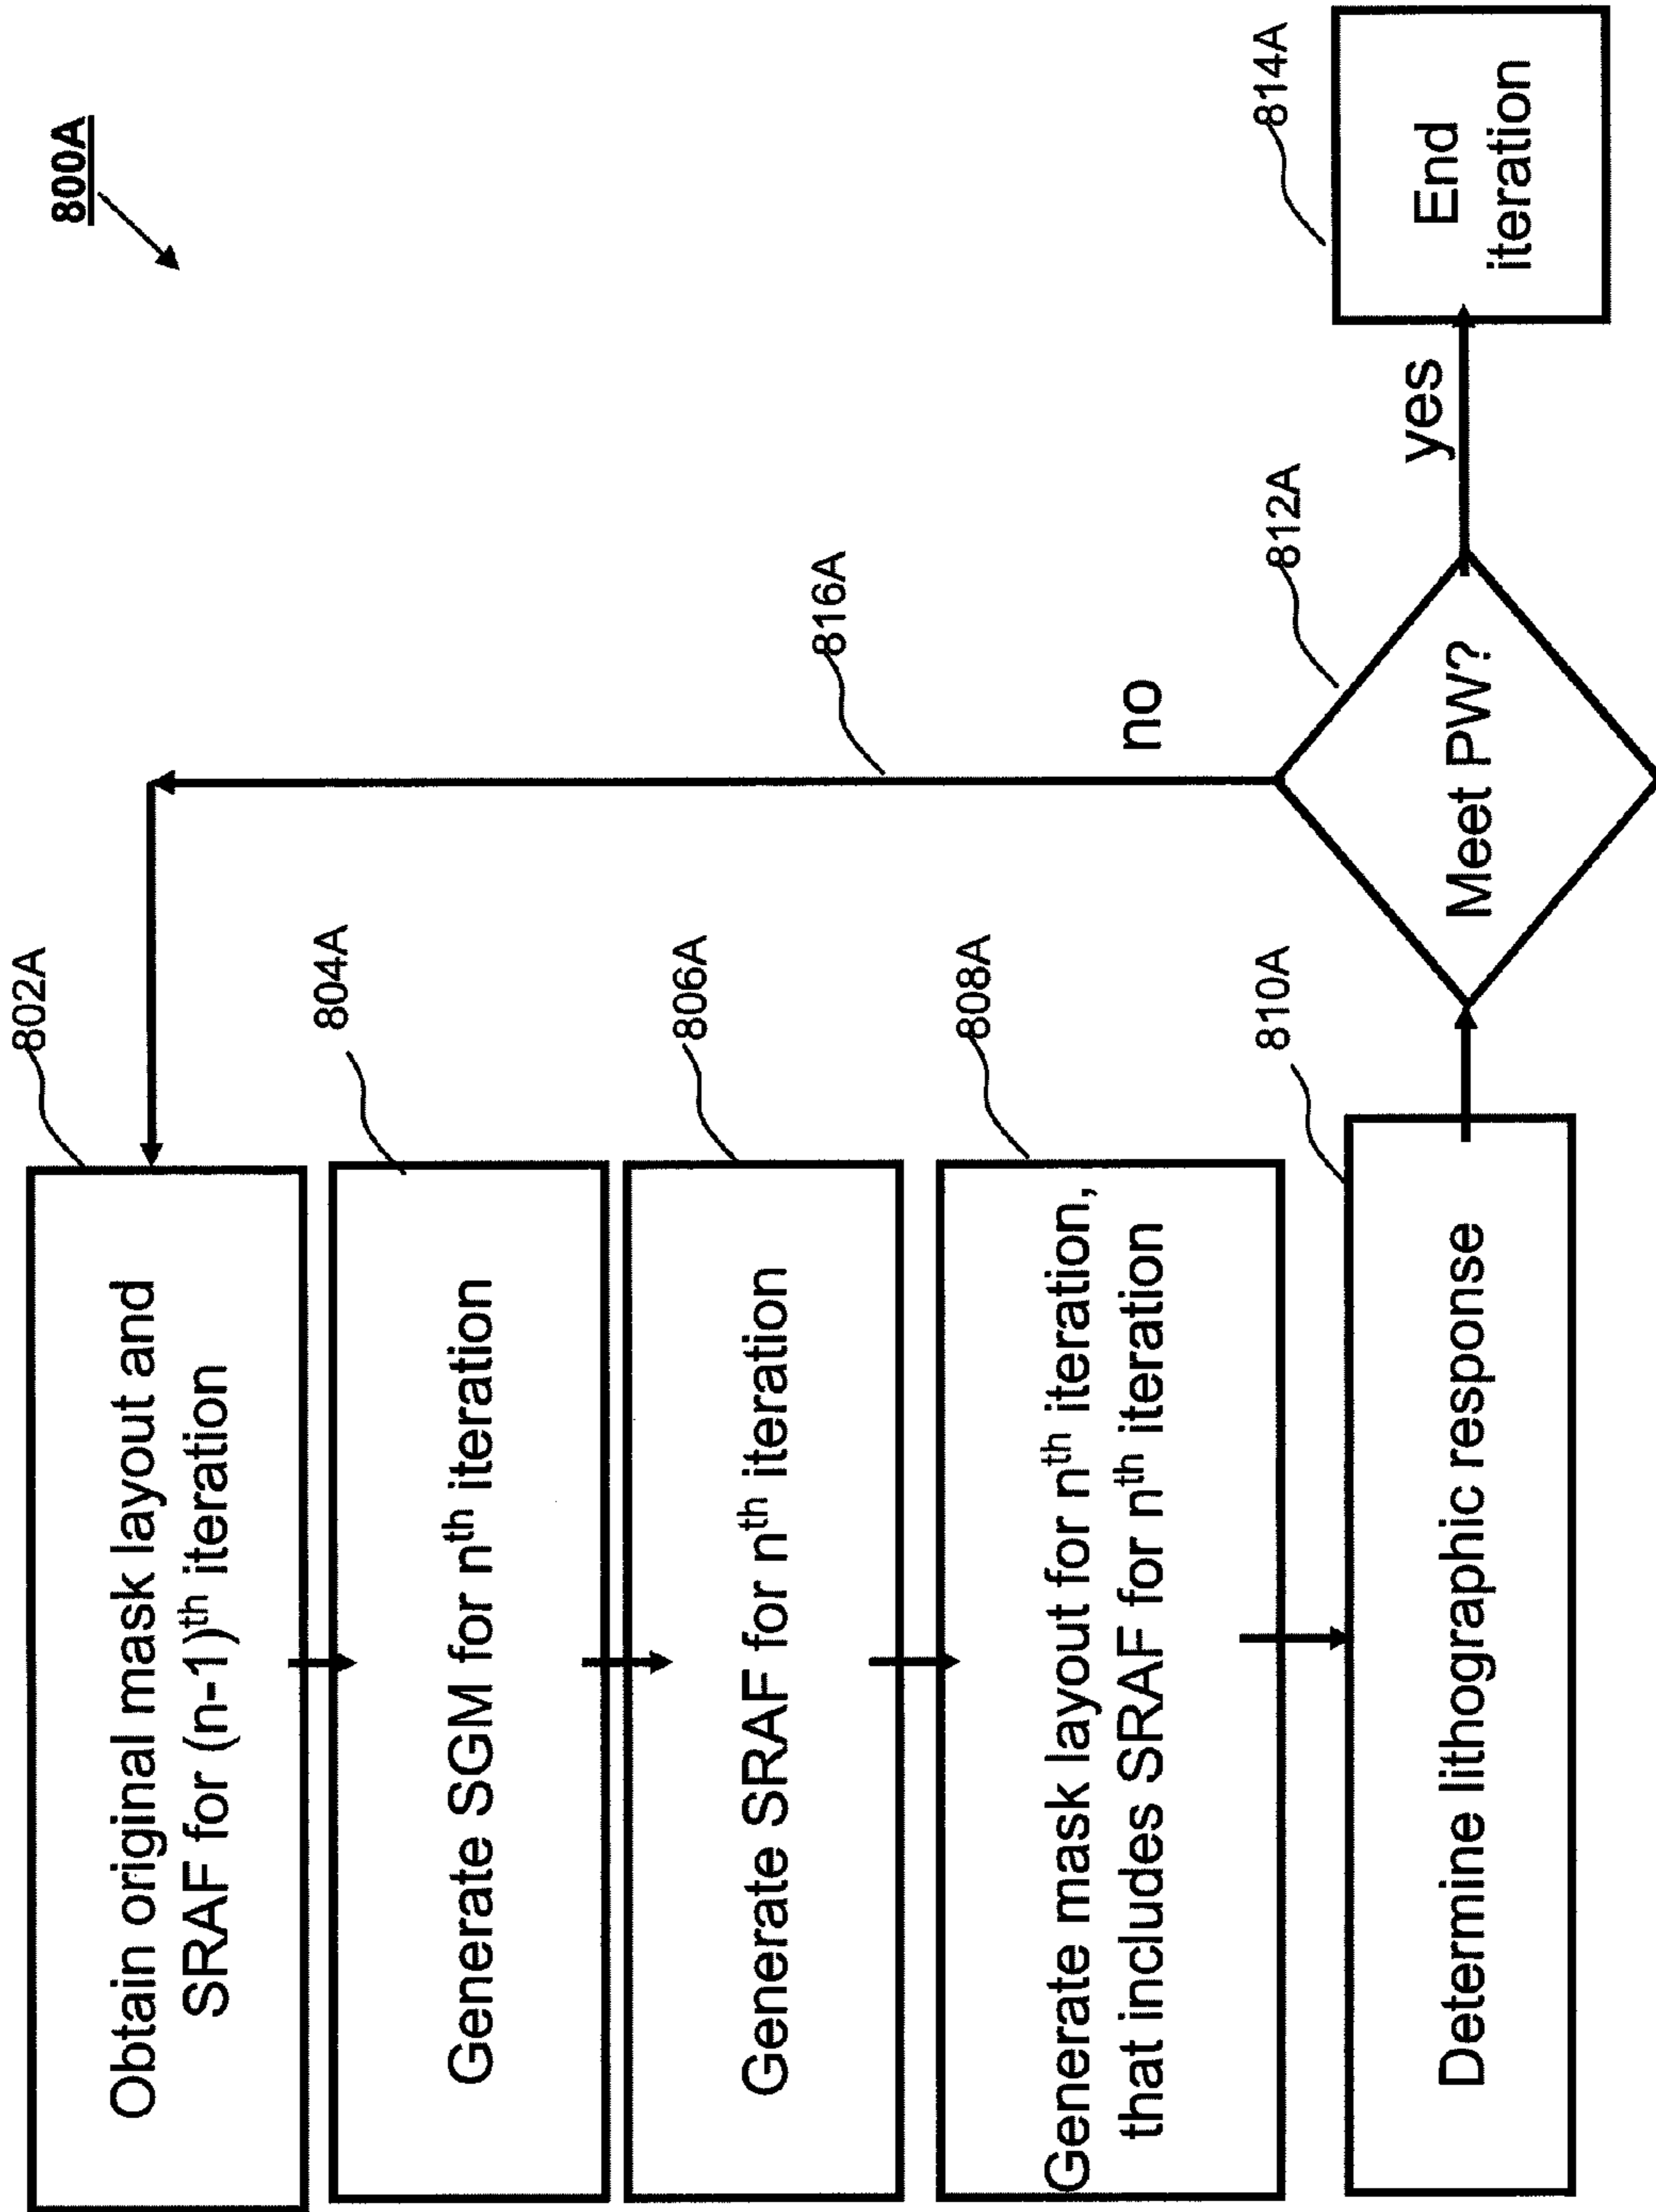 800A
802A
Obtain original mask layout and
SRAF for (n-1)th iteration
804A
Generate SGM for nth iteration
806A
Generate SRAF for nth iteration
808A
Generate mask layout for nth iteration,
that includes SRAF for nth iteration
810A
Determine lithographic response
812A
Meet PW?
816A
no
yes
814A
End
iteration